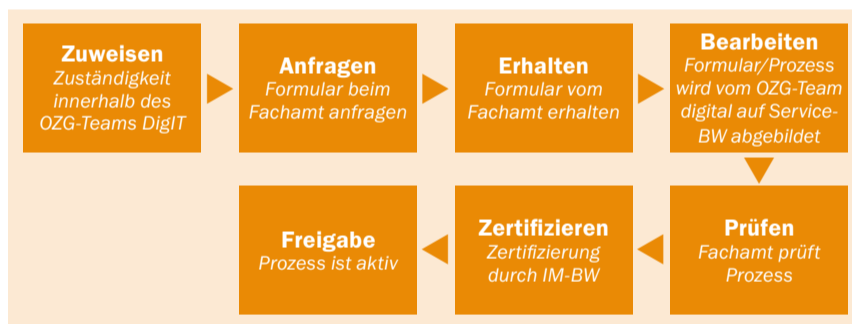 Zuweisen
Zuständigkeit
innerhalb des
OZG-Teams DigIT
Anfragen
Formular beim
Fachamt anfragen
Erhalten
Formular vom
Fachamt erhalten
Bearbeiten
Formular/Prozess
wird vom OZG-Team
digital auf Service-
BW abgebildet
Prüfen
Fachamt prüft
Prozess
Zertifizieren
Zertifizierung
durch IM-BW
Freigabe
Prozess ist aktiv